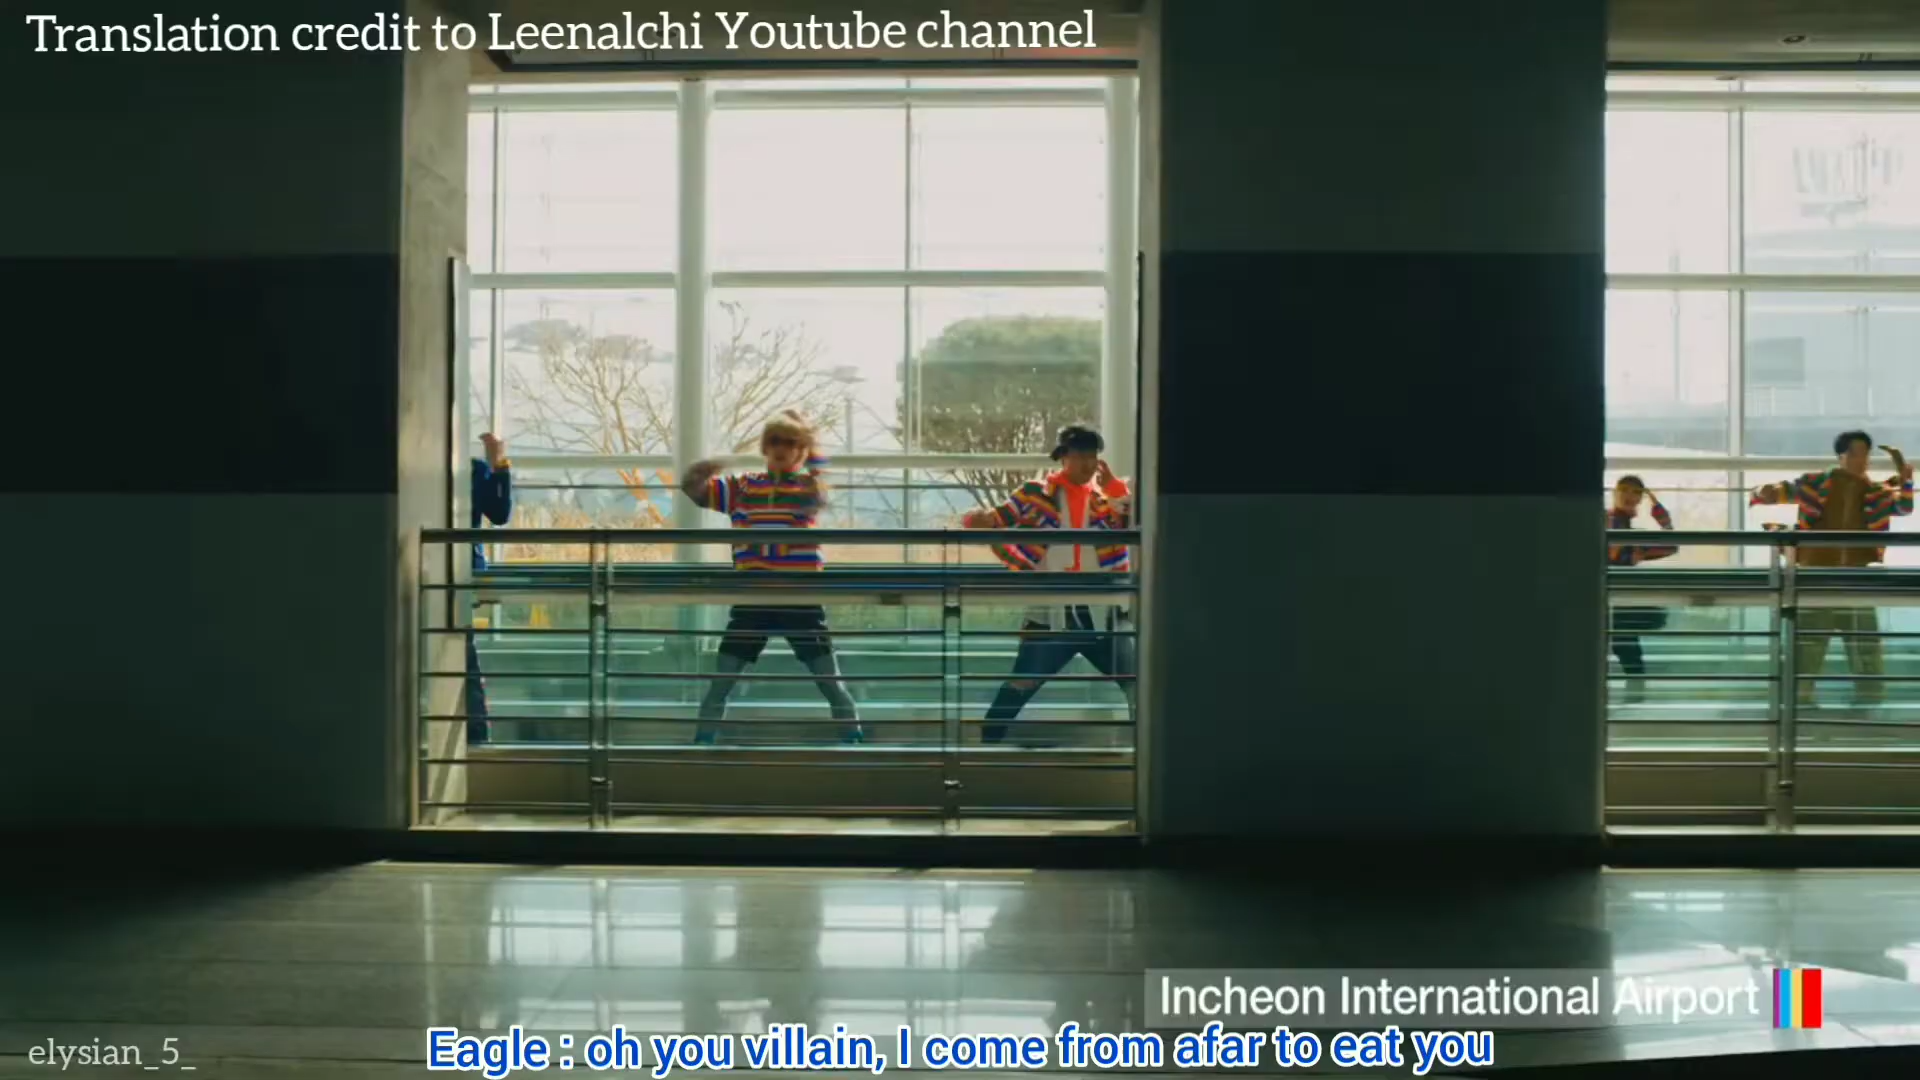 Translation credit to Leenalchi Youtube channel
Incheon International Airport
Eagle : oh you villain, I come from afar to eat you
elysian_5_